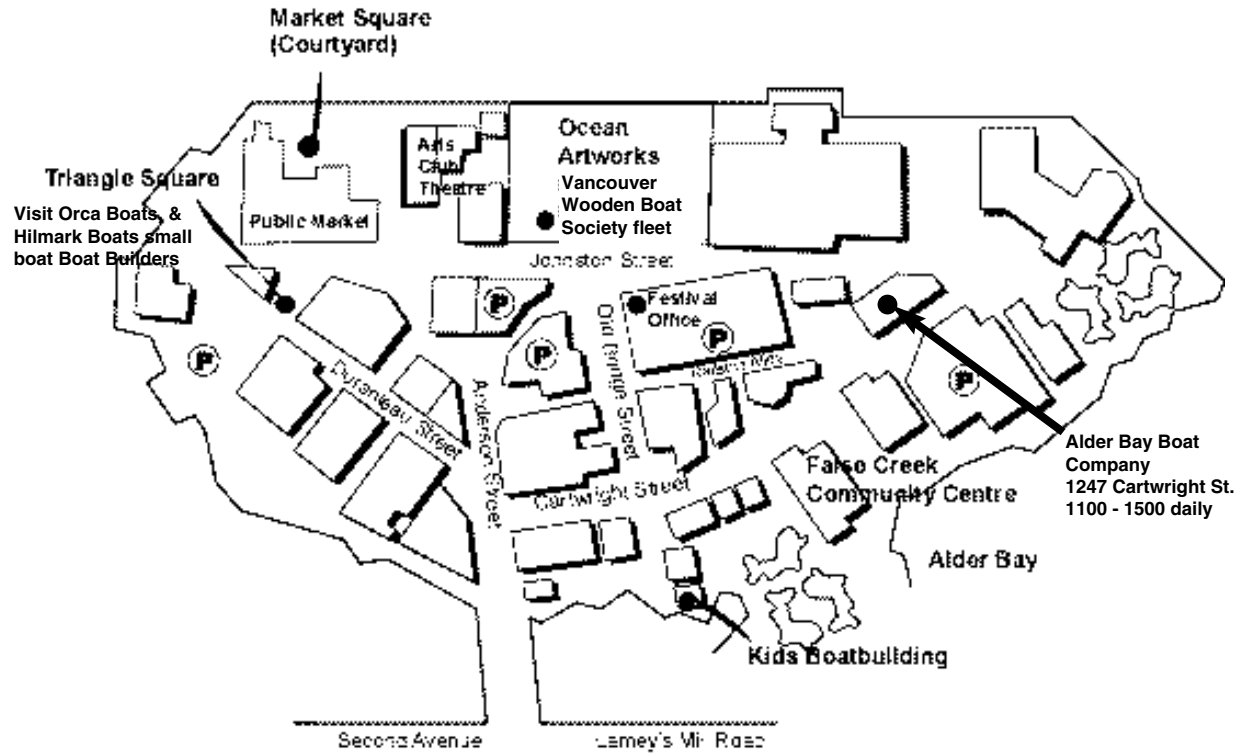 Market Square
(Courtyard)
Ocean
Artworks
Arts
Club
Theatre
Triangle Square
Vancouver
Wooden Boat
Society fleet
Visit Orca Boats, &
Hilmark Boats small
boat Boat Builders
Public Market
Johnston Street
Festival
Office
P
P
P
P
P
Old Bridge Street
Duranleau Street
Anderson Street
Cartwright Street
False Creek
Community Centre
Alder Bay Boat
Company
1247 Cartwright St.
1100 - 1500 daily
Alder Bay
Kids Boatbuilding
Second Avenue
Road